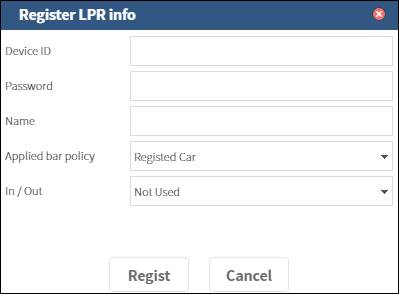 Register LPR info
Device ID
Password
Name
Applied bar policy Registed Car
In / Out Not Used
Regist Cancel